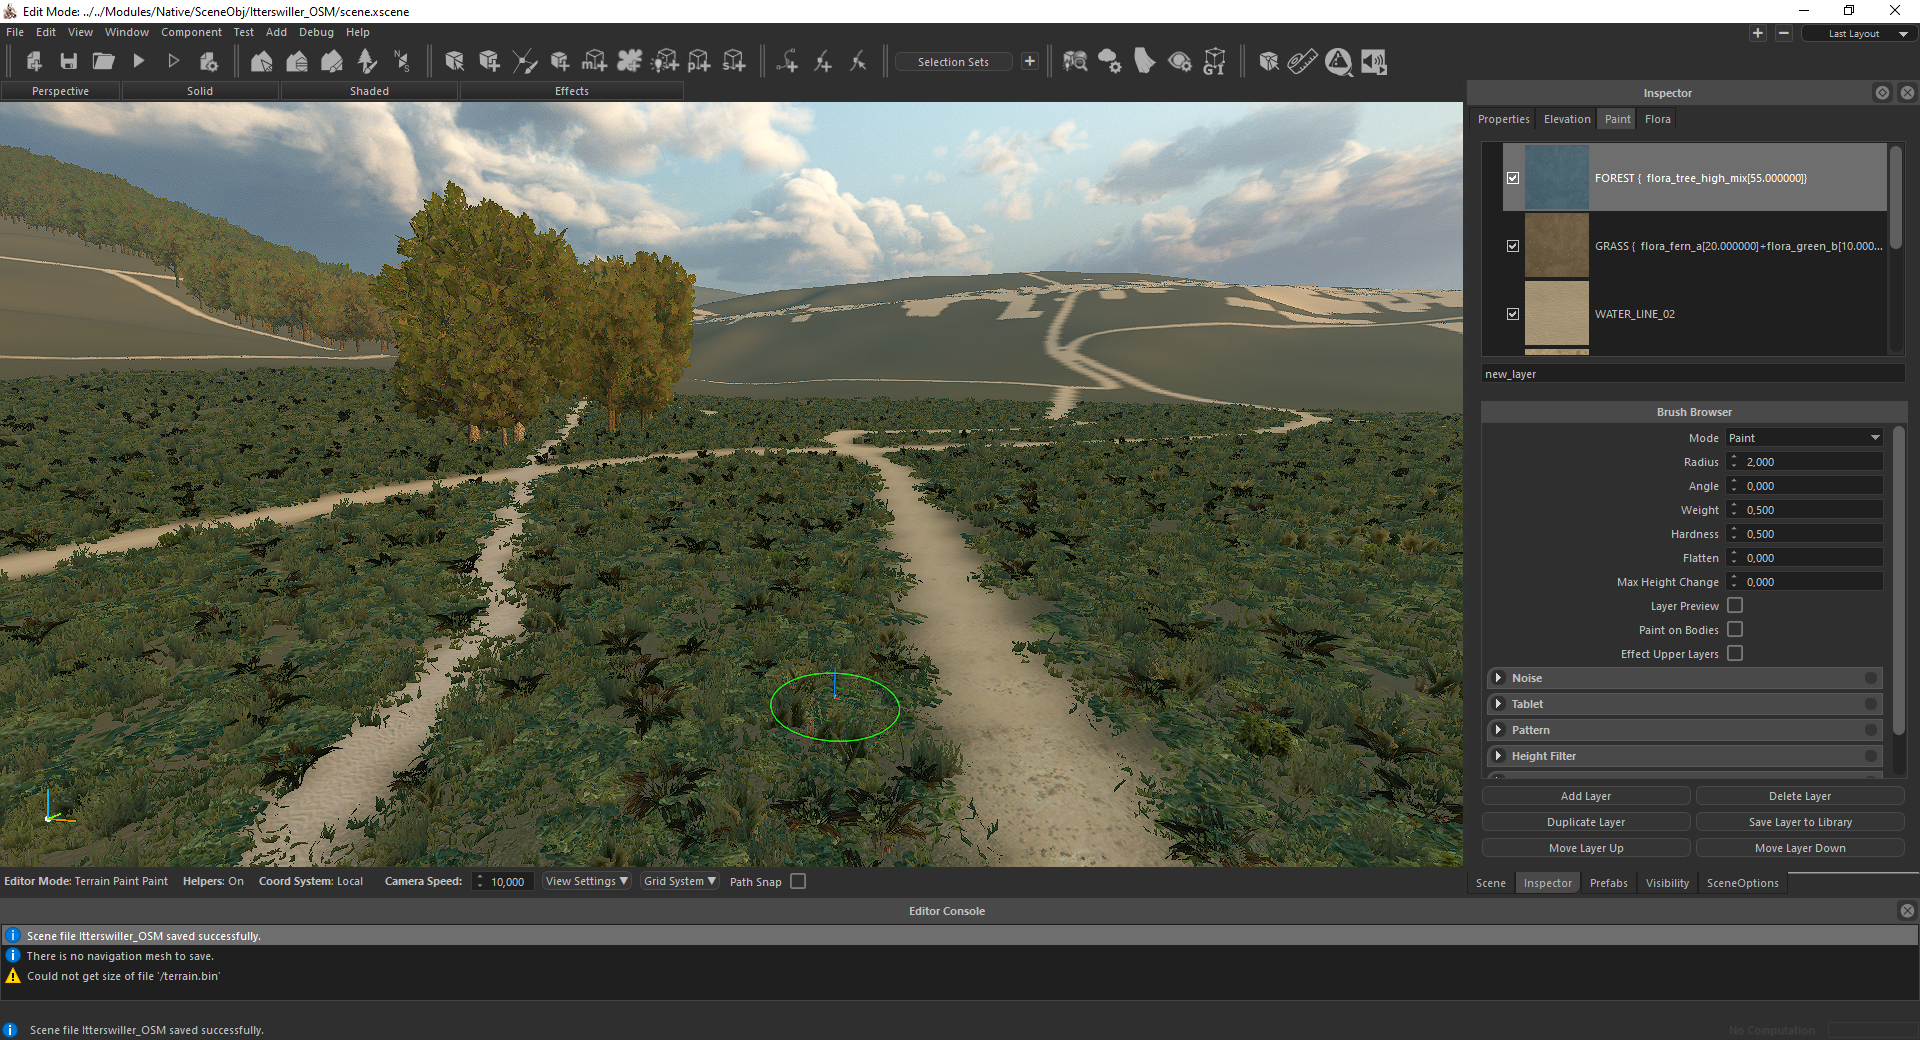 Edit Mode: ../../Modules/Native/SceneObj/Itterswiller_OSM/scene.xscene
File Edit View Window Component Test Add Debug Help
Last Layout
Selection Sets
N
S
GT
Perspective Solid Shaded Effects
Inspector
Properties Elevation Paint Flora
FOREST { flora_tree_high_mix[55.000000]}
GRASS { flora_fern_a[20.000000]+flora_green_b[10.000...
WATER_LINE_02
new_layer
Brush Browser
Mode Paint
Radius 2,000
Angle 0,000
Weight 0,500
Hardness 0,500
Flatten 0,000
Max Height Change 0,000
Layer Preview
Paint on Bodies
Effect Upper Layers
Noise
Tablet
Pattern
Height Filter
Add Layer Delete Layer
Duplicate Layer Save Layer to Library
Move Layer Up Move Layer Down
Editor Mode: Terrain Paint Paint Helpers: On Coord System: Local Camera Speed: 10,000 View Settings Grid System Path Snap
Scene Inspector Prefabs Visibility SceneOptions
Editor Console
Scene file Itterswiller_OSM saved successfully.
There is no navigation mesh to save.
Could not get size of file '/terrain.bin'
Scene file Itterswiller_OSM saved successfully.
No Computation